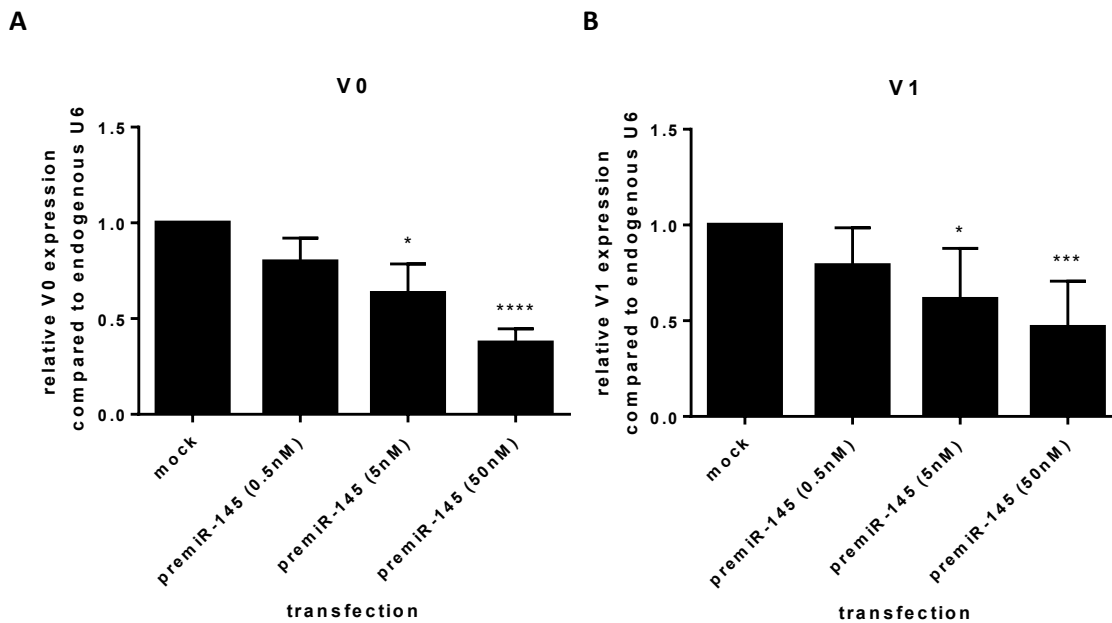 A
V0
relative V0 expression
compared to endogenous U6
1.5
1.0
0.5
0.0
*
****
mock
premiR-145 (0.5nM)
premiR-145 (5nM)
premiR-145 (50nM)
transfection
B
V1
relative V1 expression
compared to endogenous U6
1.5
1.0
0.5
0.0
*
***
mock
premiR-145 (0.5nM)
premiR-145 (5nM)
premiR-145 (50nM)
transfection